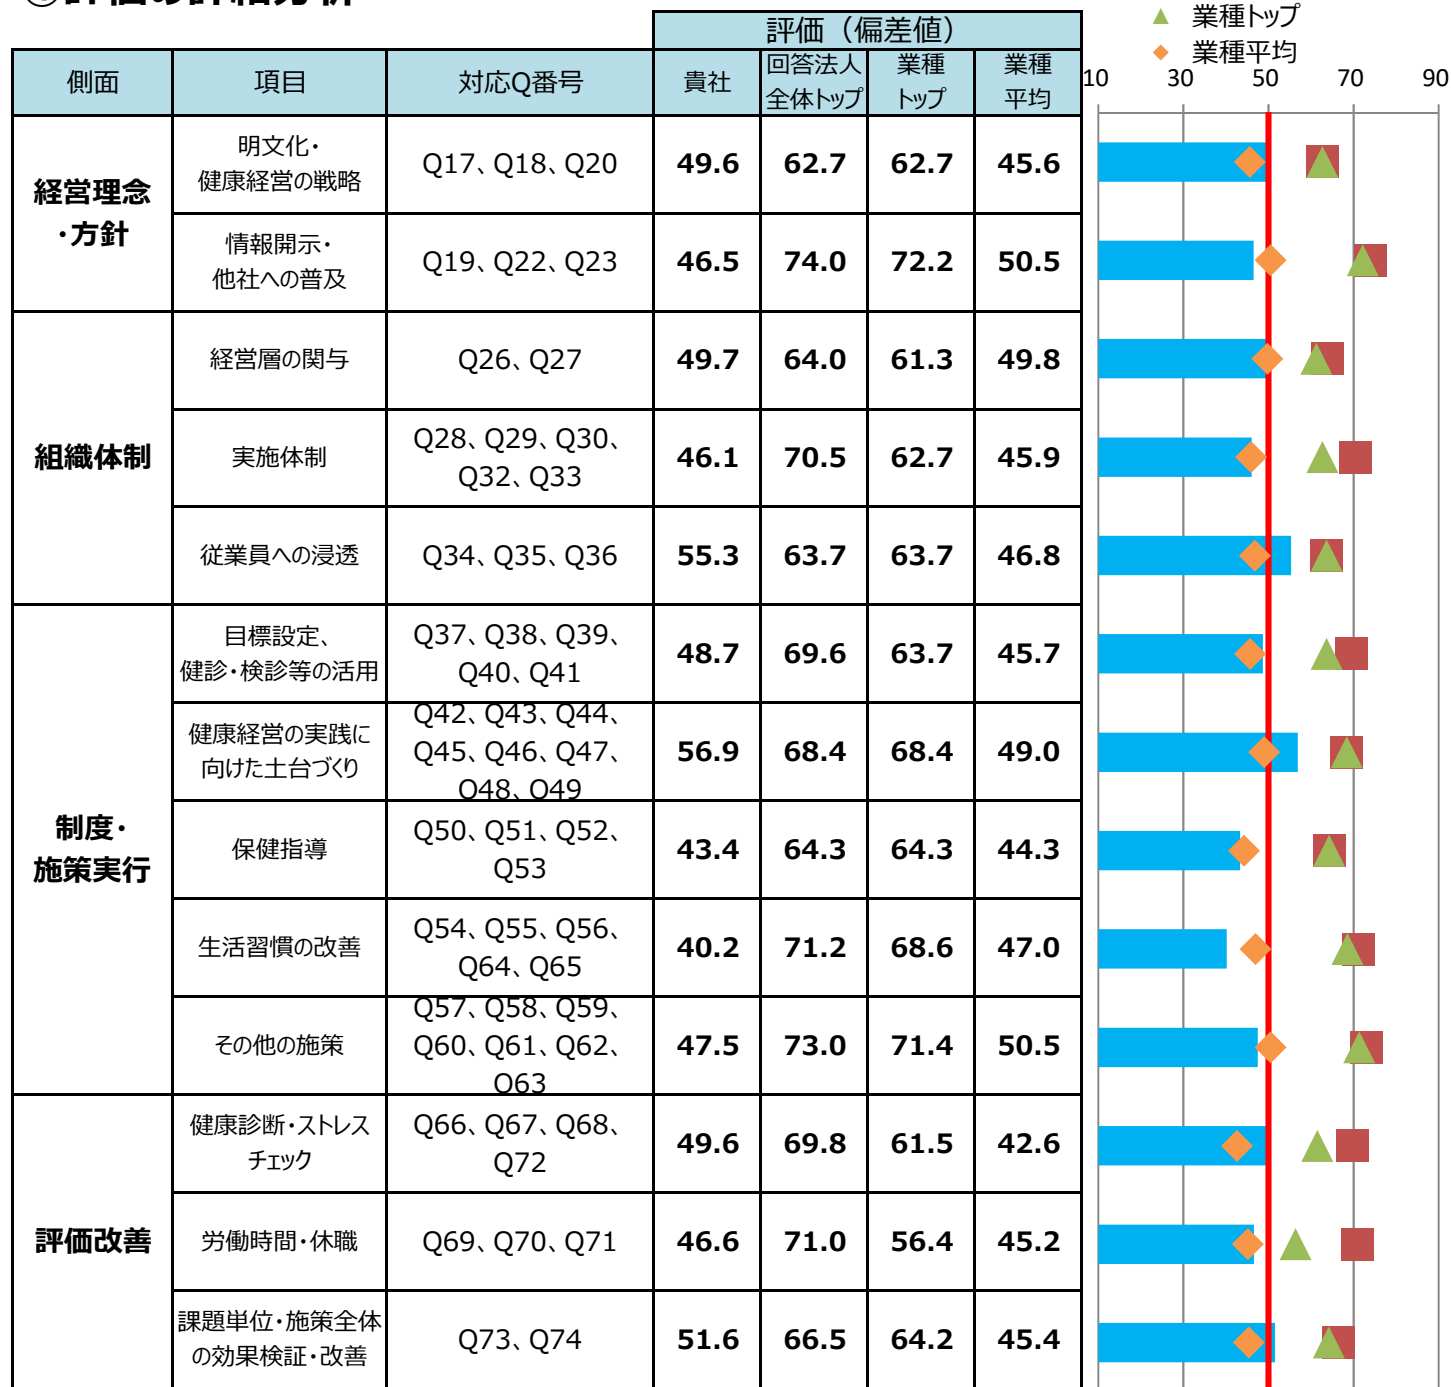 ①評価の詳細分析
▲ 業種トップ
◆ 業種平均
評価（偏差値）
側面 項目 対応Q番号 貴社 回答法人 業種 業種
全体トップ トップ 平均
10 30 50 70 90
経営理念
・方針
明文化・
健康経営の戦略
Q17、Q18、Q20
49.6 62.7 62.7 45.6
情報開示・
他社への普及
Q19、Q22、Q23
46.5 74.0 72.2 50.5
組織体制
経営層の関与
Q26、Q27
49.7 64.0 61.3 49.8
実施体制
Q28、Q29、Q30、
Q32、Q33
46.1 70.5 62.7 45.9
従業員への浸透
Q34、Q35、Q36
55.3 63.7 63.7 46.8
制度・
施策実行
目標設定、
健診・検診等の活用
Q37、Q38、Q39、
Q40、Q41
48.7 69.6 63.7 45.7
健康経営の実践に
向けた土台づくり
Q42、Q43、Q44、
Q45、Q46、Q47、
Q48、Q49
56.9 68.4 68.4 49.0
保健指導
Q50、Q51、Q52、
Q53
43.4 64.3 64.3 44.3
生活習慣の改善
Q54、Q55、Q56、
Q64、Q65
40.2 71.2 68.6 47.0
その他の施策
Q57、Q58、Q59、
Q60、Q61、Q62、
Q63
47.5 73.0 71.4 50.5
評価改善
健康診断・ストレス
チェック
Q66、Q67、Q68、
Q72
49.6 69.8 61.5 42.6
労働時間・休職
Q69、Q70、Q71
46.6 71.0 56.4 45.2
課題単位・施策全体
の効果検証・改善
Q73、Q74
51.6 66.5 64.2 45.4